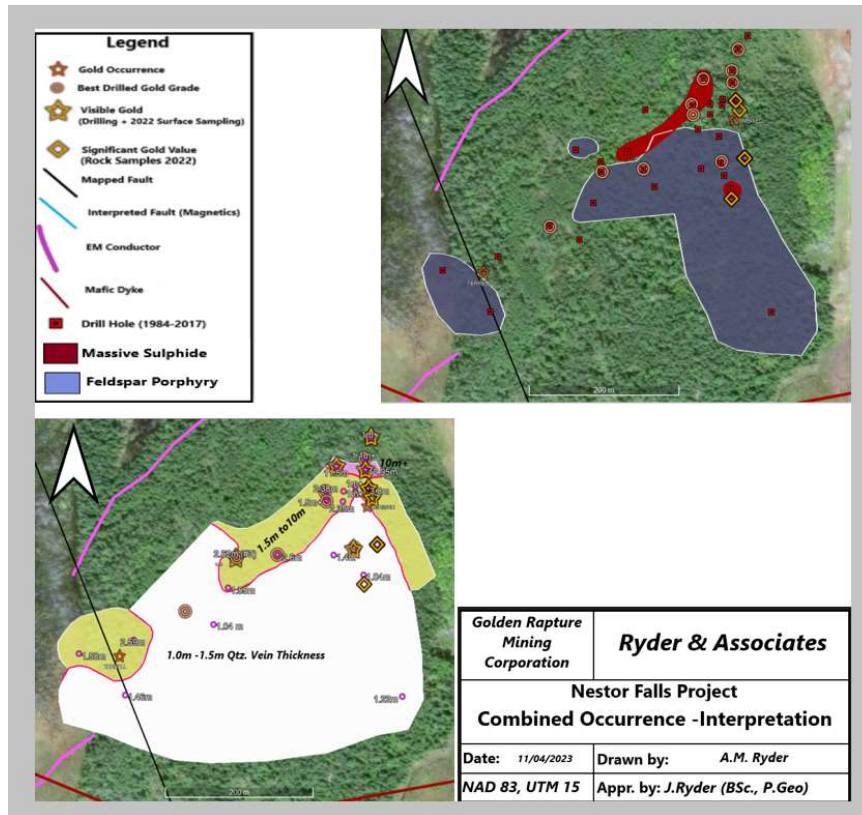 Legend
Gold Occurrence
Best Drilled Gold Grade
Visible Gold
(Drilling + 2022 Surface Sampling)
Significant Gold Value
(Rock Samples 2022)
Mapped Fault
Interpreted Fault (Magnetics)
EM Conductor
Mafic Dyke
Drill Hole (1984-2017)
Massive Sulphide
Feldspar Porphyry
200 m
10m+
1.5m to10m
1.04 m
1.04m
1.0m -1.5m Qtz. Vein Thickness
200 m
Golden Rapture
Mining
Corporation
Ryder & Associates
Nestor Falls Project
Combined Occurrence -Interpretation
Date: 11/04/2023
Drawn by: A.M. Ryder
NAD 83, UTM 15
Appr. by: J.Ryder (BSc., P.Geo)